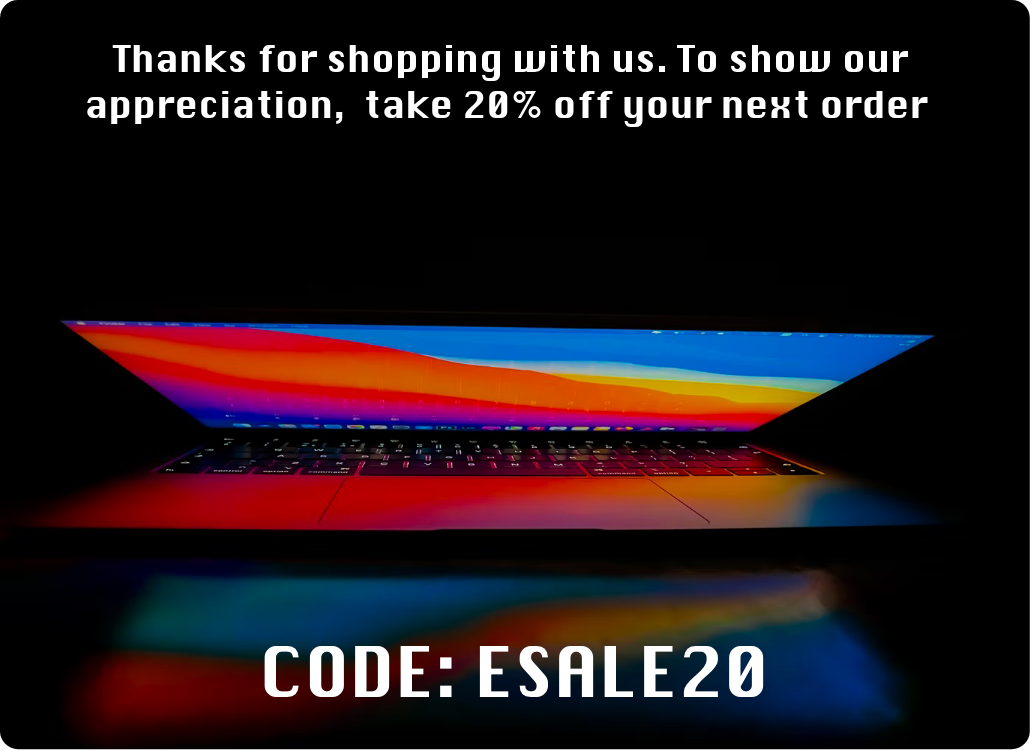 Thanks for shopping with us. To show our
appreciation, take 20% off your next order
CODE: ESALE20